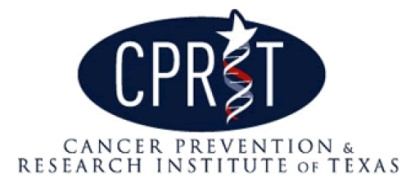 CPRIT
CANCER PREVENTION &
RESEARCH INSTITUTE OF TEXAS